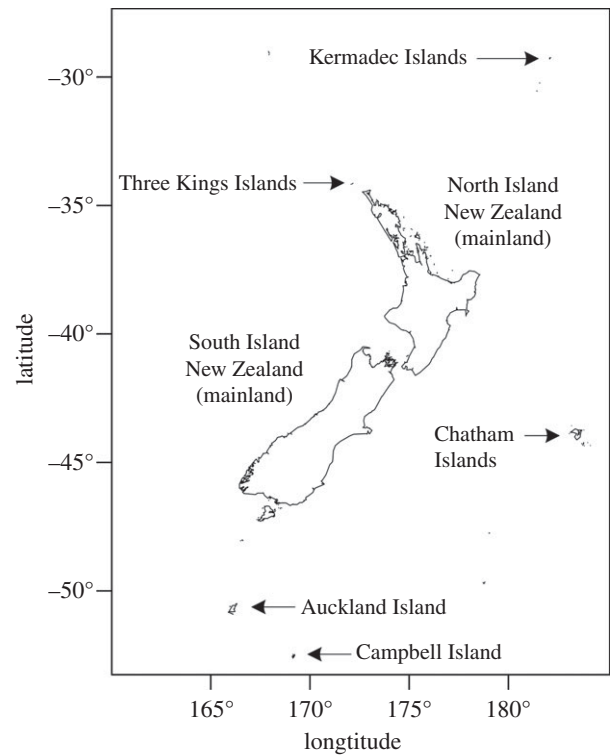 Kermadec Islands
−30°
Three Kings Islands
North Island
New Zealand
(mainland)
−35°
−40°
South Island
New Zealand
(mainland)
latitude
Chatham
Islands
−45°
−50°
Auckland Island
Campbell Island
165° 170° 175° 180°
longtitude